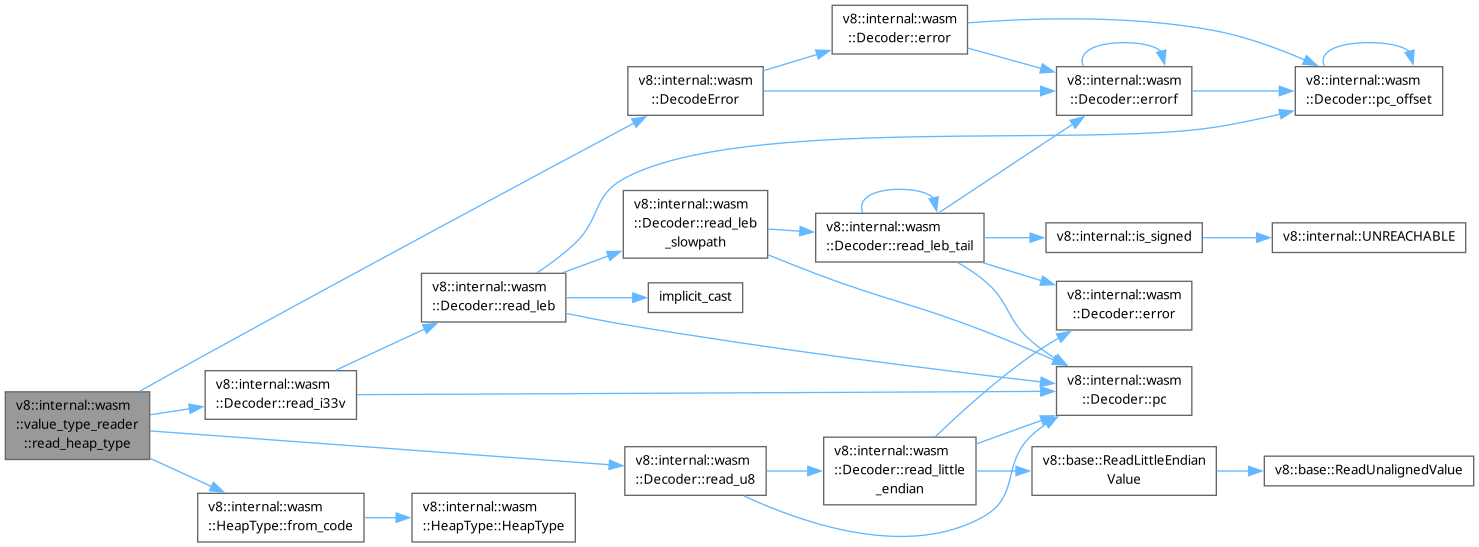 v8::internal::wasm
::Decoder::error
v8::internal::wasm
::DecodeError
v8::internal::wasm
::Decoder::errorf
v8::internal::wasm
::Decoder::pc_offset
v8::internal::wasm
::Decoder::read_leb
_slowpath
v8::internal::wasm
::Decoder::read_leb_tail
v8::internal::is_signed
v8::internal::UNREACHABLE
v8::internal::wasm
::Decoder::read_leb
implicit_cast
v8::internal::wasm
::Decoder::error
v8::internal::wasm
::value_type_reader
::read_heap_type
v8::internal::wasm
::Decoder::read_i33v
v8::internal::wasm
::Decoder::pc
v8::internal::wasm
::Decoder::read_u8
v8::internal::wasm
::Decoder::read_little
_endian
v8::base::ReadLittleEndian
Value
v8::base::ReadUnalignedValue
v8::internal::wasm
::HeapType::from_code
v8::internal::wasm
::HeapType::HeapType